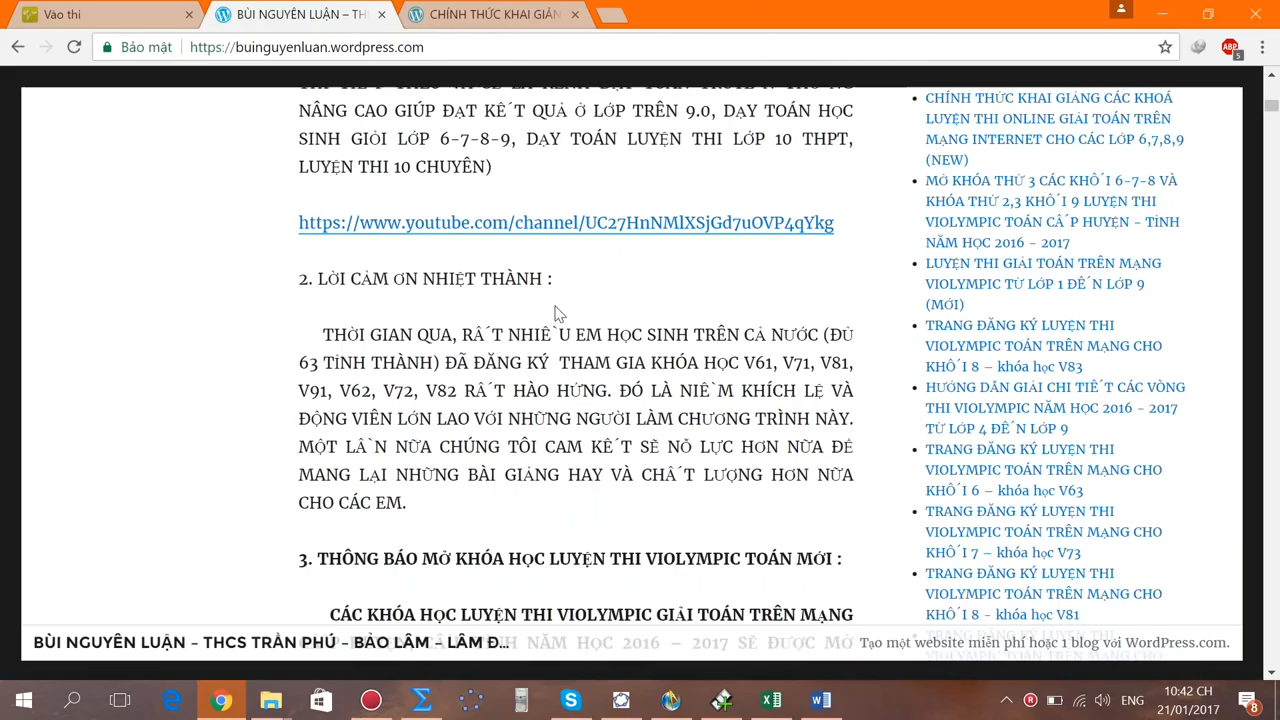 Vào thi
BÙI NGUYÊN LUẬN – TH
CHÍNH THỨC KHAI GIẢN
Bảo mật
https://buinguyenluan.wordpress.com
ABP
5
NÂNG CAO GIÚP ĐẠT KẾT QUẢ Ở LỚP TRÊN 9.0, DẠY TOÁN HỌC
SINH GIỎI LỚP 6-7-8-9, DẠY TOÁN LUYỆN THI LỚP 10 THPT,
LUYỆN THI 10 CHUYÊN)
https://www.youtube.com/channel/UC27HnNMlXSjGd7uOVP4qYkg
2. LỜI CẢM ƠN NHIỆT THÀNH :
THỜI GIAN QUA, RẤT NHIỀU EM HỌC SINH TRÊN CẢ NƯỚC (ĐỦ
63 TỈNH THÀNH) ĐÃ ĐĂNG KÝ THAM GIA KHÓA HỌC V61, V71, V81,
V91, V62, V72, V82 RẤT HÀO HỨNG. ĐÓ LÀ NIỀM KHÍCH LỆ VÀ
ĐỘNG VIÊN LỚN LAO VỚI NHỮNG NGƯỜI LÀM CHƯƠNG TRÌNH NÀY.
MỘT LẦN NỮA CHÚNG TÔI CAM KẾT SẼ NỖ LỰC HƠN NỮA ĐỂ
MANG LẠI NHỮNG BÀI GIẢNG HAY VÀ CHẤT LƯỢNG HƠN NỮA
CHO CÁC EM.
3. THÔNG BÁO MỞ KHÓA HỌC LUYỆN THI VIOLYMPIC TOÁN MỚI :
CÁC KHÓA HỌC LUYỆN THI VIOLYMPIC GIẢI TOÁN TRÊN MẠNG
NĂM HỌC 2016 – 2017 SẼ ĐƯỢC MỞ
CHÍNH THỨC KHAI GIẢNG CÁC KHOÁ
LUYỆN THI ONLINE GIẢI TOÁN TRÊN
MẠNG INTERNET CHO CÁC LỚP 6,7,8,9
(NEW)
MỞ KHÓA THỨ 3 CÁC KHỐI 6-7-8 VÀ
KHÓA THỨ 2,3 KHỐI 9 LUYỆN THI
VIOLYMPIC TOÁN CẤP HUYỆN - TỈNH
NĂM HỌC 2016 - 2017
LUYỆN THI GIẢI TOÁN TRÊN MẠNG
VIOLYMPIC TỪ LỚP 1 ĐẾN LỚP 9
(MỚI)
TRANG ĐĂNG KÝ LUYỆN THI
VIOLYMPIC TOÁN TRÊN MẠNG CHO
KHỐI 8 – khóa học V83
HƯỚNG DẪN GIẢI CHI TIẾT CÁC VÒNG
THI VIOLYMPIC NĂM HỌC 2016 - 2017
TỪ LỚP 4 ĐẾN LỚP 9
TRANG ĐĂNG KÝ LUYỆN THI
VIOLYMPIC TOÁN TRÊN MẠNG CHO
KHỐI 6 – khóa học V63
TRANG ĐĂNG KÝ LUYỆN THI
VIOLYMPIC TOÁN TRÊN MẠNG CHO
KHỐI 7 – khóa học V73
TRANG ĐĂNG KÝ LUYỆN THI
VIOLYMPIC TOÁN TRÊN MẠNG CHO
KHỐI 8 - khóa học V81
BÙI NGUYÊN LUẬN – THCS TRẦN PHÚ - BẢO LÂM - LÂM Đ...
Tạo một website miễn phí hoặc 1 blog với WordPress.com.
ENG
10:42 CH
21/01/2017
8